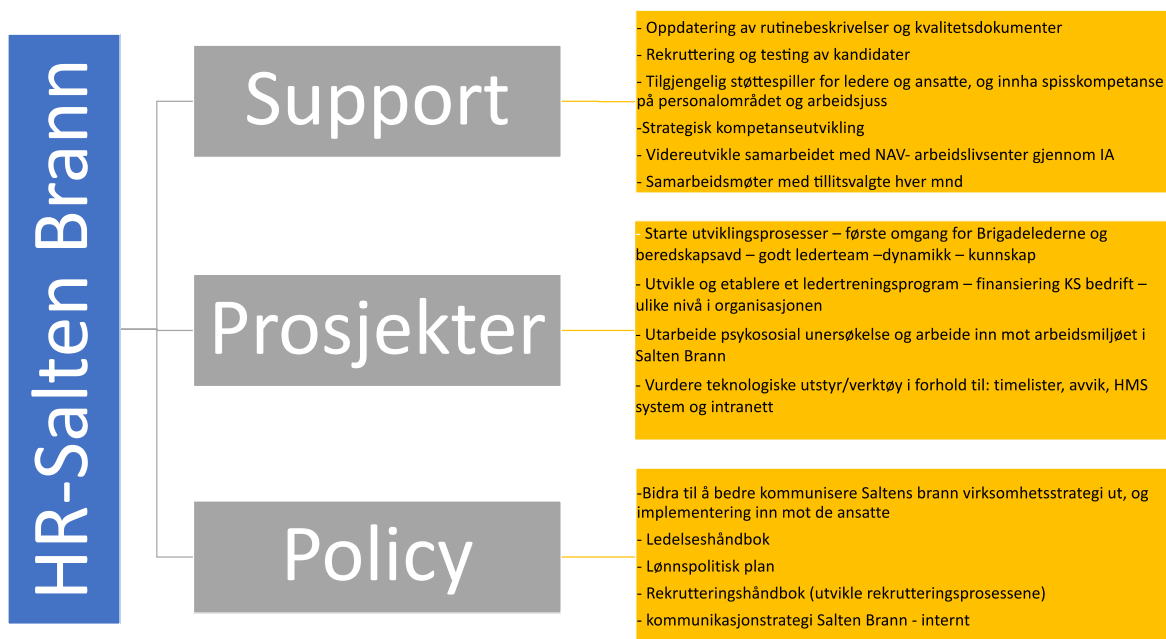 HR-Salten Brann
Support
- Oppdatering av rutinebeskrivelser og kvalitetsdokumenter
- Rekruttering og testing av kandidater
- Tilgjengelig støttespiller for ledere og ansatte, og innha spisskompetanse
på personalområdet og arbeidsjuss
-Strategisk kompetanseutvikling
- Videreutvikle samarbeidet med NAV- arbeidslivsenter gjennom IA
- Samarbeidsmøter med tillitsvalgte hver mnd
Prosjekter
- Starte utviklingsprosesser – første omgang for Brigadelederne og
beredskapsavd – godt lederteam –dynamikk – kunnskap
- Utvikle og etablere et ledertreningsprogram – finansiering KS bedrift –
ulike nivå i organisasjonen
- Utarbeide psykososial unersøkelse og arbeide inn mot arbeidsmiljøet i
Salten Brann
- Vurdere teknologiske utstyr/verktøy i forhold til: timelister, avvik, HMS
system og intranett
Policy
-Bidra til å bedre kommunisere Saltens brann virksomhetsstrategi ut, og
implementering inn mot de ansatte
- Ledelseshåndbok
- Lønnspolitisk plan
- Rekrutteringshåndbok (utvikle rekrutteringsprosessene)
- kommunikasjonstrategi Salten Brann - internt